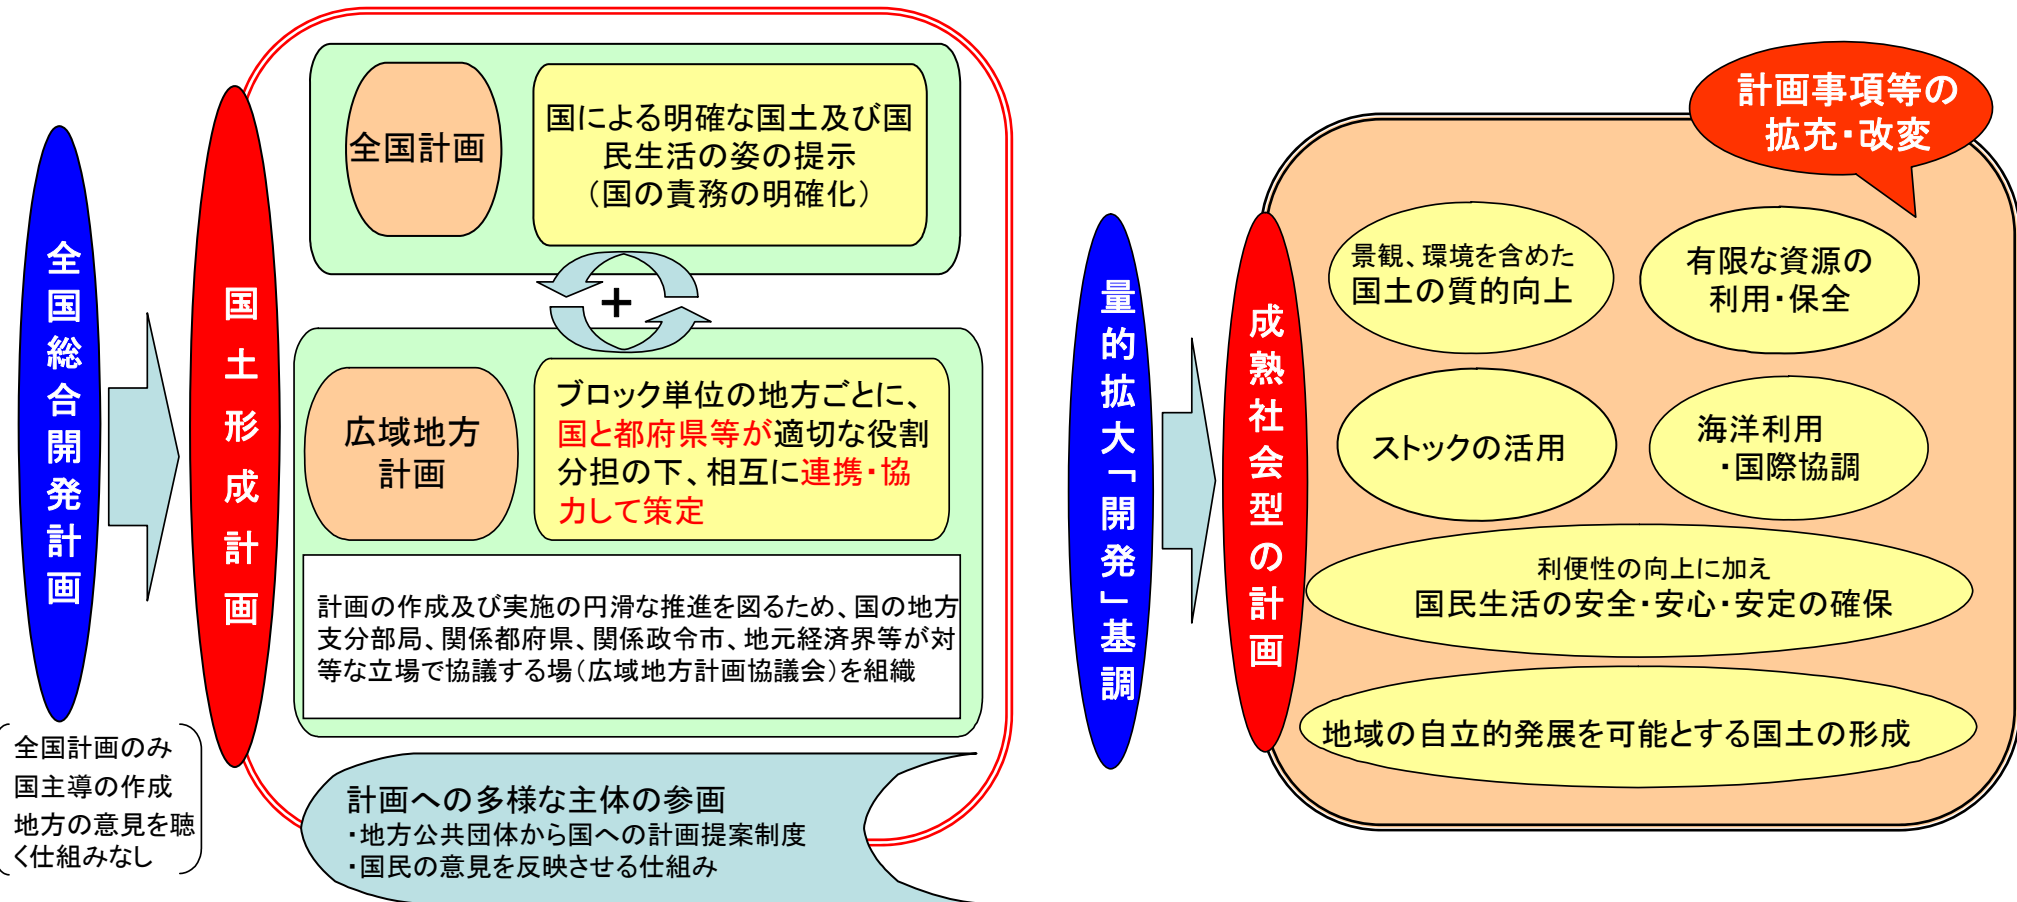 全国総合開発計画
全国計画のみ
国主導の作成
地方の意見を聴
く仕組みなし
国土形成計画
全国計画
国による明確な国土及び国
民生活の姿の提示
（国の責務の明確化）
＋
広域地方
計画
ブロック単位の地方ごとに、
国と都府県等が適切な役割
分担の下、相互に連携・協
力して策定
計画の作成及び実施の円滑な推進を図るため、国の地方
支分部局、関係都府県、関係政令市、地元経済界等が対
等な立場で協議する場（広域地方計画協議会）を組織
計画への多様な主体の参画
・地方公共団体から国への計画提案制度
・国民の意見を反映させる仕組み
量的拡大「開発」基調
成熟社会型の計画
計画事項等の
拡充・改変
景観、環境を含めた
国土の質的向上
有限な資源の
利用・保全
ストックの活用
海洋利用
・国際協調
利便性の向上に加え
国民生活の安全・安心・安定の確保
地域の自立的発展を可能とする国土の形成